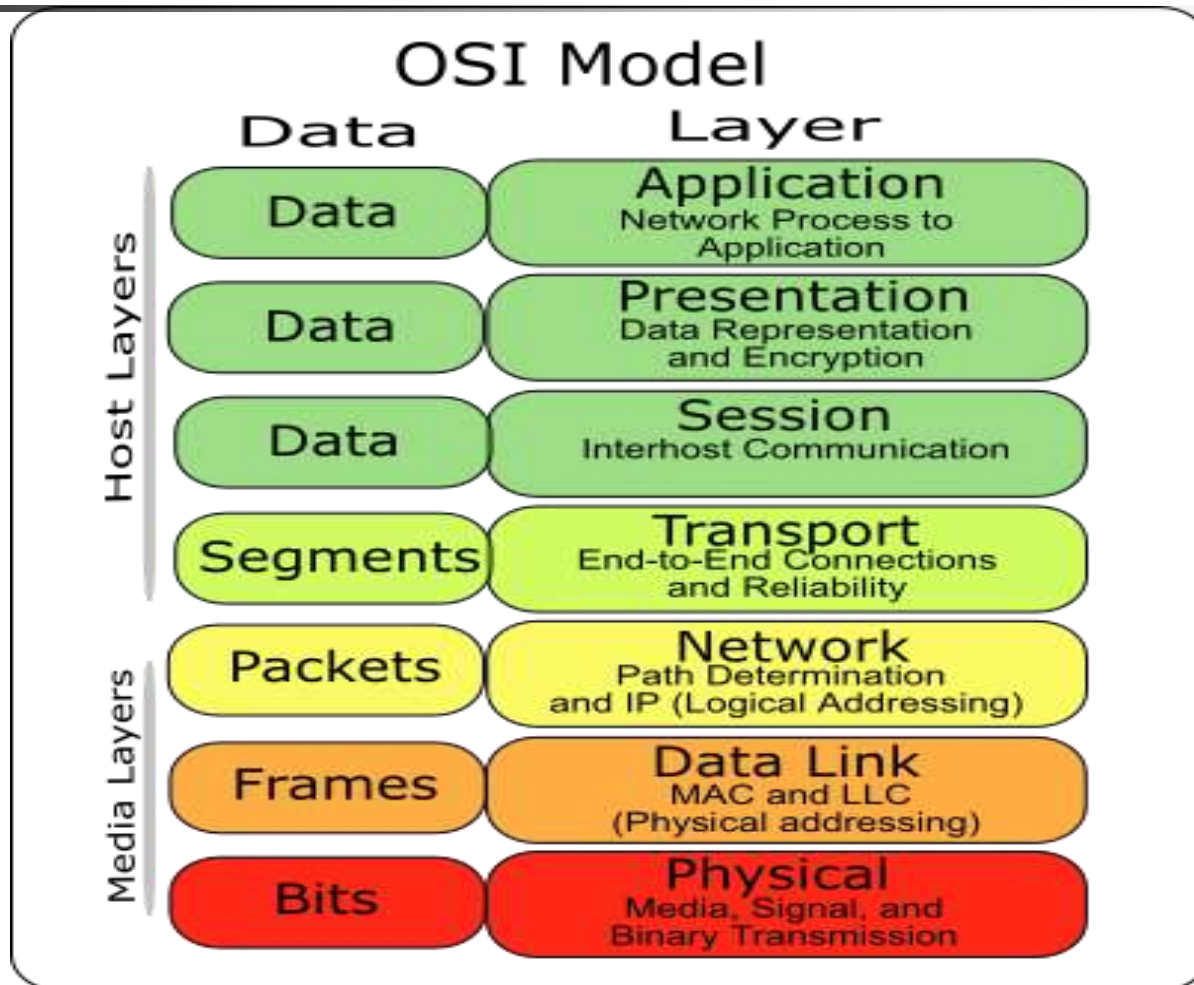 OSI Model
Data
Layer
Host Layers
Data
Application
Network Process to
Application
Data
Presentation
Data Representation
and Encryption
Data
Session
Interhost Communication
Segments
Transport
End-to-End Connections
and Reliability
Media Layers
Packets
Network
Path Determination
and IP (Logical Addressing)
Frames
Data Link
MAC and LLC
(Physical addressing)
Bits
Physical
Media, Signal, and
Binary Transmission